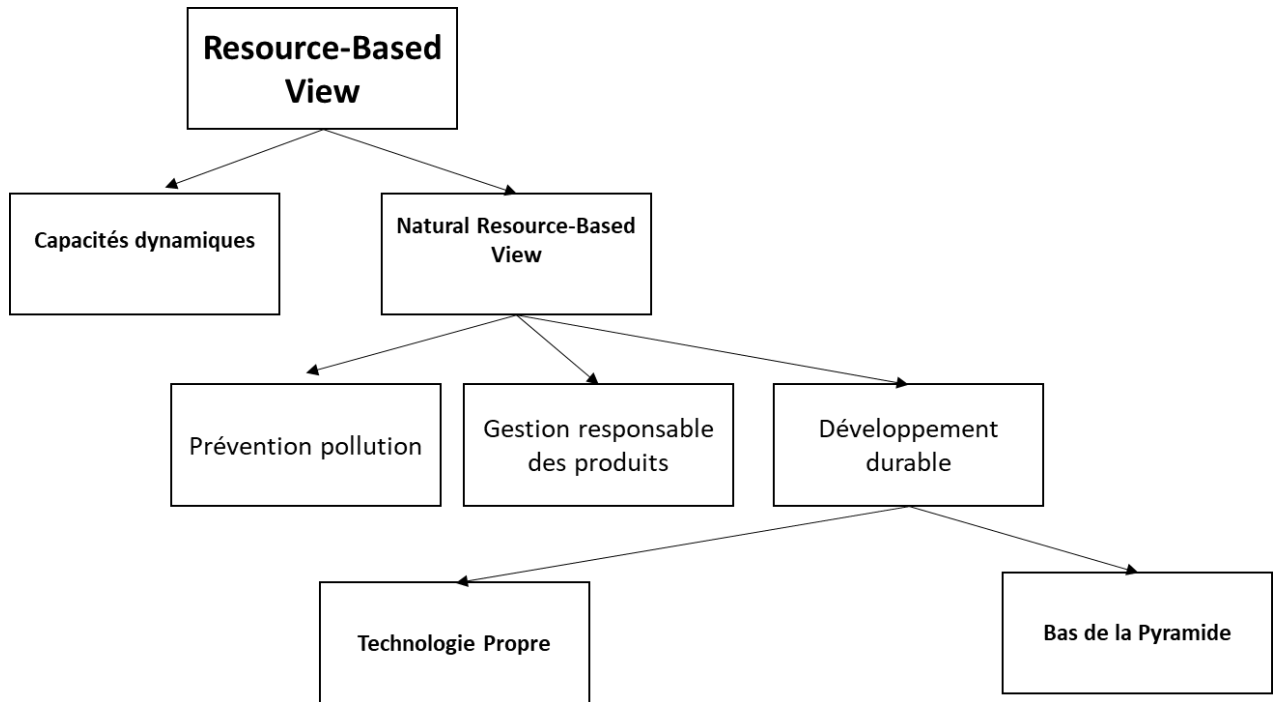 Resource-Based
View
Capacités dynamiques
Natural Resource-Based
View
Prévention pollution
Gestion responsable
des produits
Développement
durable
Technologie Propre
Bas de la Pyramide